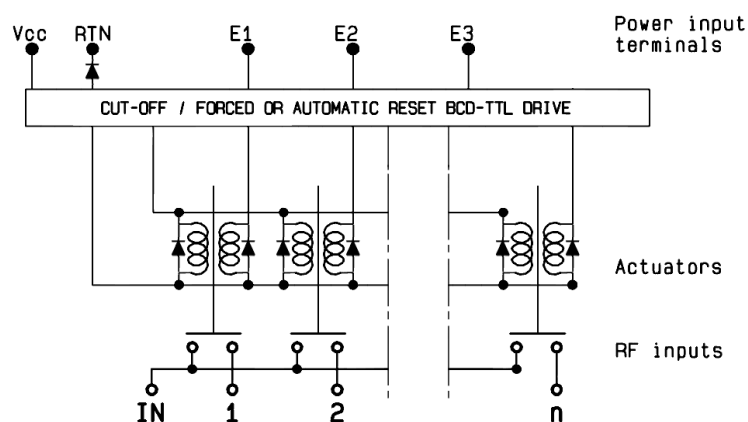 Vcc RTN E1 E2 E3 Power input
terminals
CUT-OFF / FORCED OR AUTOMATIC RESET BCD-TTL DRIVE
Actuators
RF inputs
IN 1 2 n